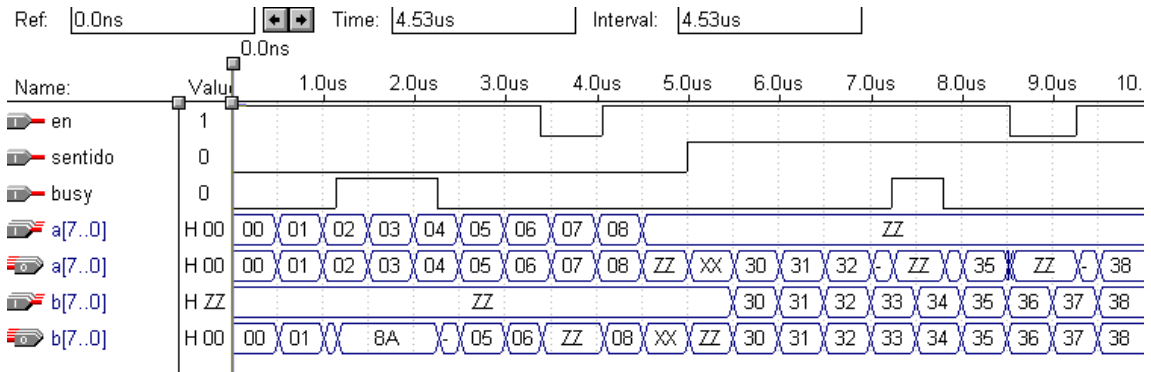 Ref: 0.0ns Time: 4.53us Interval: 4.53us
0.0ns
Name: Valu 1.0us 2.0us 3.0us 4.0us 5.0us 6.0us 7.0us 8.0us 9.0us 10.
en 1
sentido 0
busy 0
a[7..0] H 00 00 01 02 03 04 05 06 07 08 ZZ
a[7..0] H 00 00 01 02 03 04 05 06 07 08 ZZ XX 30 31 32 - ZZ 35 ZZ - 38
b[7..0] H ZZ ZZ 30 31 32 33 34 35 36 37 38
b[7..0] H 00 00 01 8A - 05 06 ZZ 08 XX ZZ 30 31 32 33 34 35 36 37 38